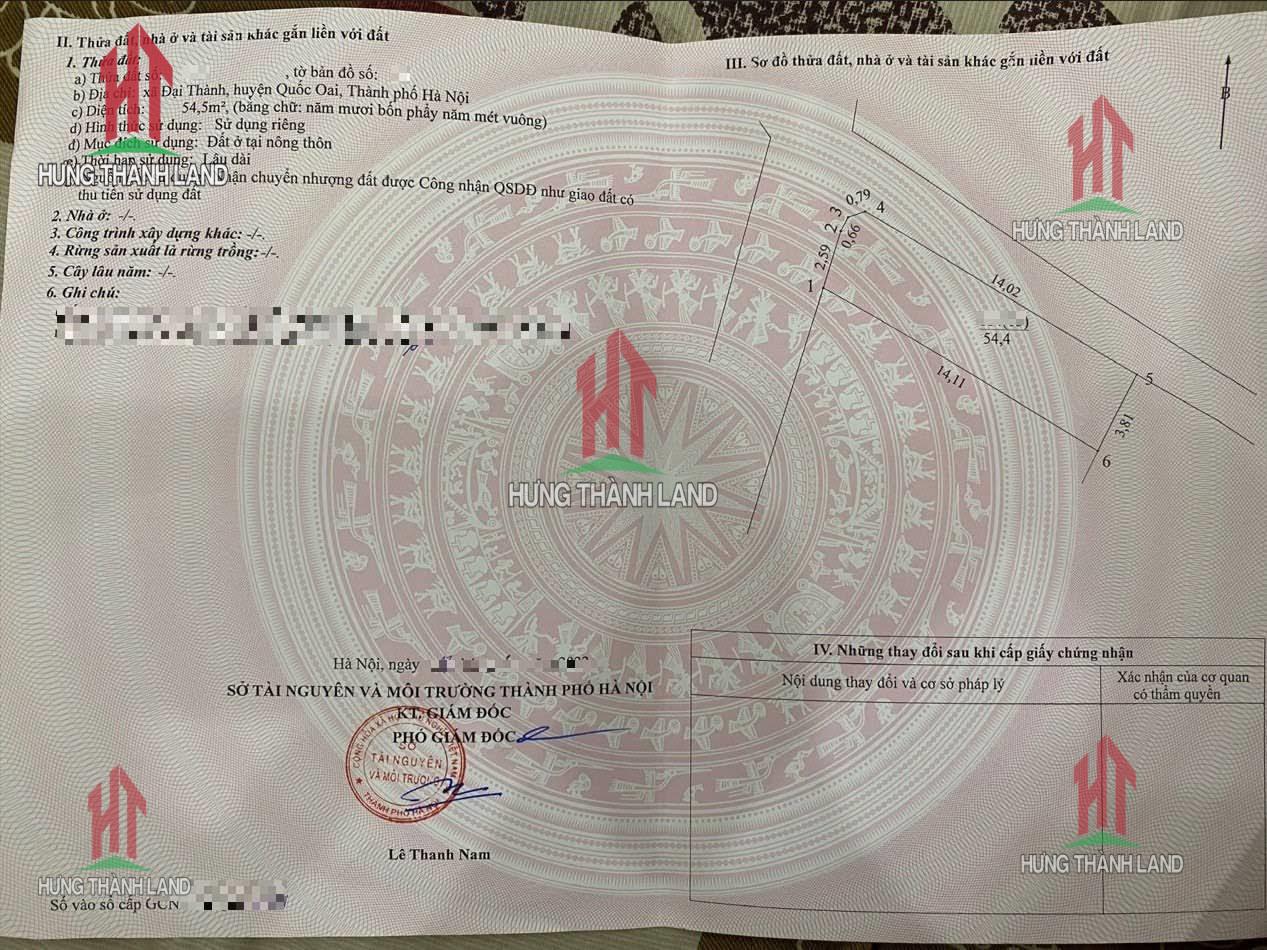 II. Thửa đất, nhà ở và tài sản khác gắn liền với đất
1. Thửa đất:
a) Thửa đất số: , tờ bản đồ số:
b) Địa chỉ: xã Đại Thành, huyện Quốc Oai, Thành phố Hà Nội
c) Diện tích: 54,5m², (bằng chữ: năm mươi bốn phẩy năm mét vuông)
d) Hình thức sử dụng: Sử dụng riêng
đ) Mục đích sử dụng: Đất ở tại nông thôn
e) Thời hạn sử dụng: Lâu dài
chuyển nhượng đất được Công nhận QSDĐ như giao đất có
thu tiền sử dụng đất
2. Nhà ở: -/-.
3. Công trình xây dựng khác: -/-.
4. Rừng sản xuất là rừng trồng: -/-.
5. Cây lâu năm: -/-.
6. Ghi chú:
HƯNG THÀNH LAND
III. Sơ đồ thửa đất, nhà ở và tài sản khác gắn liền với đất
B
HƯNG THÀNH LAND
0,79
4
3
2
0,66
2,59
1
14,02
54,4
14,11
5
3,81
6
HƯNG THÀNH LAND
Hà Nội, ngày
SỞ TÀI NGUYÊN VÀ MÔI TRƯỜNG THÀNH PHỐ HÀ NỘI
KT. GIÁM ĐỐC
PHÓ GIÁM ĐỐC
SỞ
TÀI NGUYÊN
VÀ MÔI TRƯỜNG
THÀNH PHỐ HÀ NỘI
Lê Thanh Nam
HƯNG THÀNH LAND
Số vào sổ cấp GCN
IV. Những thay đổi sau khi cấp giấy chứng nhận
Nội dung thay đổi và cơ sở pháp lý
Xác nhận của cơ quan
có thẩm quyền
HƯNG THÀNH LAND